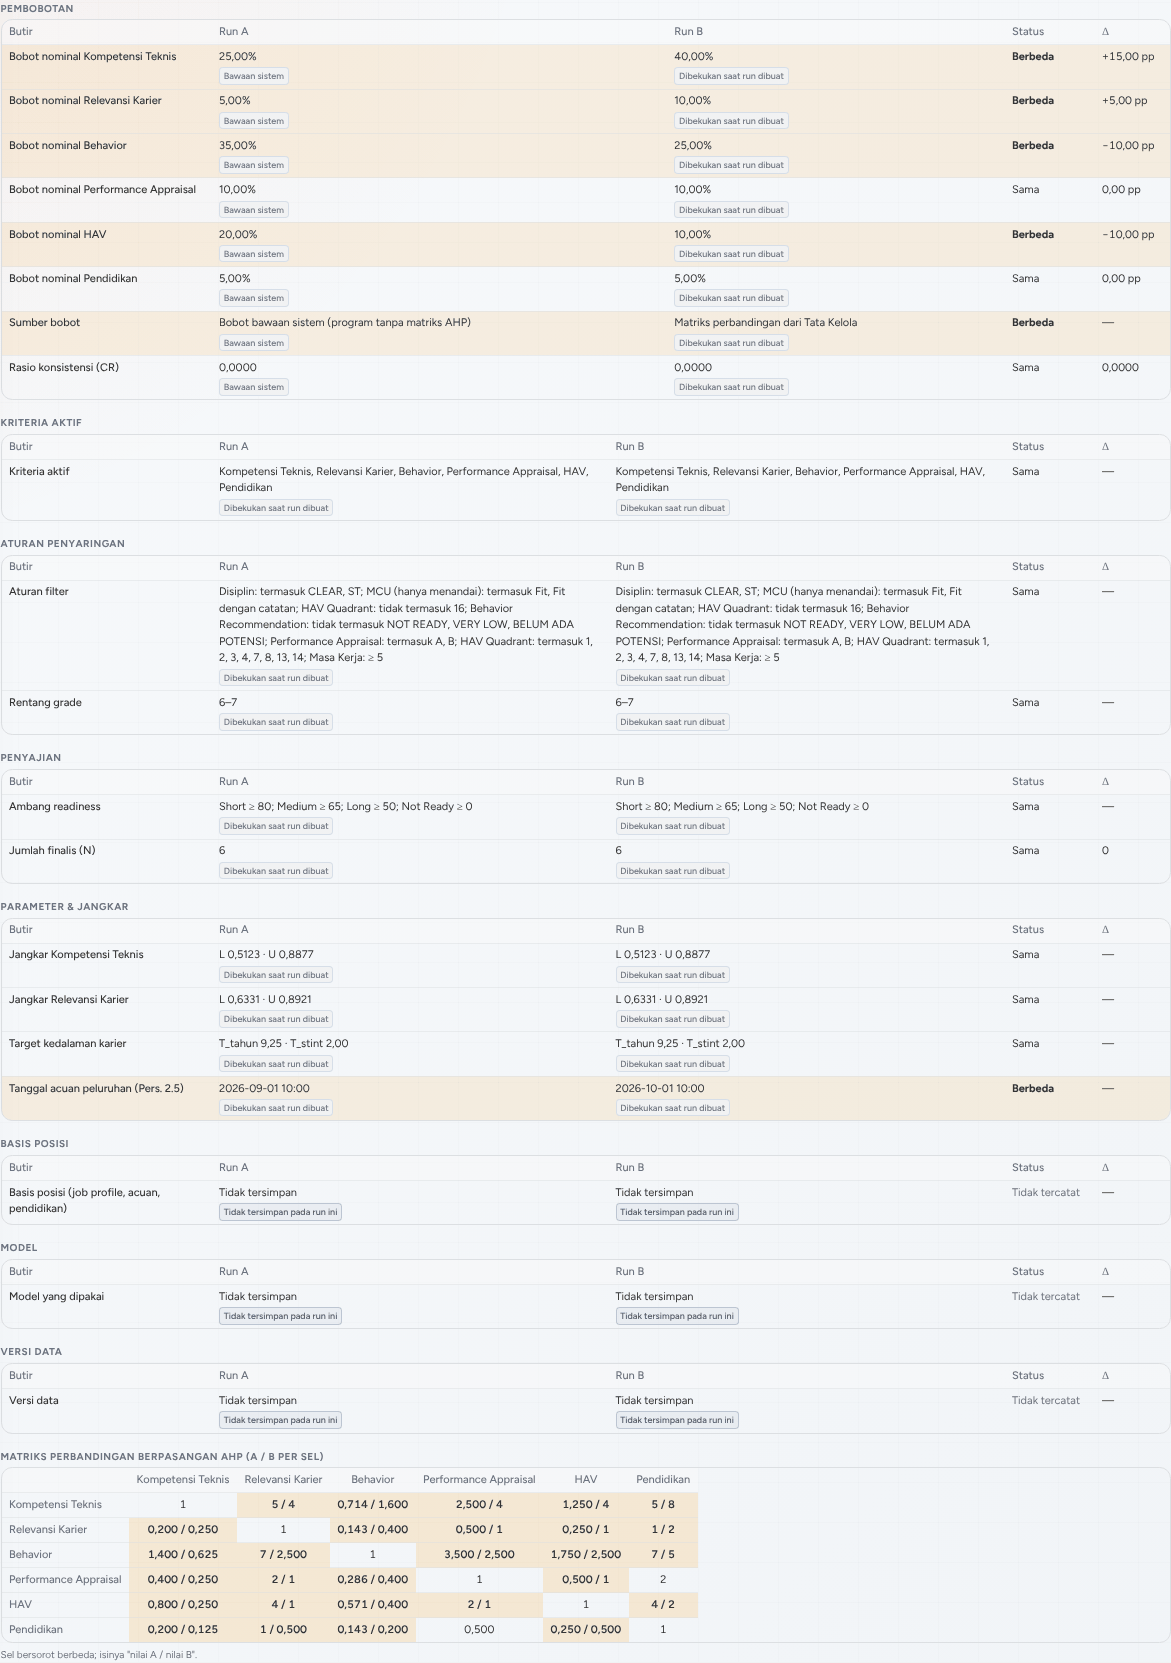 PEMBOBOTAN
Butir Run A Run B Status Δ
Bobot nominal Kompetensi Teknis 25,00% 40,00% Berbeda +15,00 pp
Bawaan sistem Dibekukan saat run dibuat
Bobot nominal Relevansi Karier 5,00% 10,00% Berbeda +5,00 pp
Bawaan sistem Dibekukan saat run dibuat
Bobot nominal Behavior 35,00% 25,00% Berbeda −10,00 pp
Bawaan sistem Dibekukan saat run dibuat
Bobot nominal Performance Appraisal 10,00% 10,00% Sama 0,00 pp
Bawaan sistem Dibekukan saat run dibuat
Bobot nominal HAV 20,00% 10,00% Berbeda −10,00 pp
Bawaan sistem Dibekukan saat run dibuat
Bobot nominal Pendidikan 5,00% 5,00% Sama 0,00 pp
Bawaan sistem Dibekukan saat run dibuat
Sumber bobot Bobot bawaan sistem (program tanpa matriks AHP) Matriks perbandingan dari Tata Kelola Berbeda —
Bawaan sistem Dibekukan saat run dibuat
Rasio konsistensi (CR) 0,0000 0,0000 Sama 0,0000
Bawaan sistem Dibekukan saat run dibuat
KRITERIA AKTIF
Butir Run A Run B Status Δ
Kriteria aktif Kompetensi Teknis, Relevansi Karier, Behavior, Performance Appraisal, HAV, Kompetensi Teknis, Relevansi Karier, Behavior, Performance Appraisal, HAV, Sama —
Pendidikan Pendidikan
Dibekukan saat run dibuat Dibekukan saat run dibuat
ATURAN PENYARINGAN
Butir Run A Run B Status Δ
Aturan filter Disiplin: termasuk CLEAR, ST; MCU (hanya menandai): termasuk Fit, Fit Disiplin: termasuk CLEAR, ST; MCU (hanya menandai): termasuk Fit, Fit Sama —
dengan catatan; HAV Quadrant: tidak termasuk 16; Behavior dengan catatan; HAV Quadrant: tidak termasuk 16; Behavior
Recommendation: tidak termasuk NOT READY, VERY LOW, BELUM ADA Recommendation: tidak termasuk NOT READY, VERY LOW, BELUM ADA
POTENSI; Performance Appraisal: termasuk A, B; HAV Quadrant: termasuk 1, POTENSI; Performance Appraisal: termasuk A, B; HAV Quadrant: termasuk 1,
2, 3, 4, 7, 8, 13, 14; Masa Kerja: ≥ 5 2, 3, 4, 7, 8, 13, 14; Masa Kerja: ≥ 5
Dibekukan saat run dibuat Dibekukan saat run dibuat
Rentang grade 6–7 6–7 Sama —
Dibekukan saat run dibuat Dibekukan saat run dibuat
PENYAJIAN
Butir Run A Run B Status Δ
Ambang readiness Short ≥ 80; Medium ≥ 65; Long ≥ 50; Not Ready ≥ 0 Short ≥ 80; Medium ≥ 65; Long ≥ 50; Not Ready ≥ 0 Sama —
Dibekukan saat run dibuat Dibekukan saat run dibuat
Jumlah finalis (N) 6 6 Sama 0
Dibekukan saat run dibuat Dibekukan saat run dibuat
PARAMETER & JANGKAR
Butir Run A Run B Status Δ
Jangkar Kompetensi Teknis L 0,5123 · U 0,8877 L 0,5123 · U 0,8877 Sama —
Dibekukan saat run dibuat Dibekukan saat run dibuat
Jangkar Relevansi Karier L 0,6331 · U 0,8921 L 0,6331 · U 0,8921 Sama —
Dibekukan saat run dibuat Dibekukan saat run dibuat
Target kedalaman karier T_tahun 9,25 · T_stint 2,00 T_tahun 9,25 · T_stint 2,00 Sama —
Dibekukan saat run dibuat Dibekukan saat run dibuat
Tanggal acuan peluruhan (Pers. 2.5) 2026-09-01 10:00 2026-10-01 10:00 Berbeda —
Dibekukan saat run dibuat Dibekukan saat run dibuat
BASIS POSISI
Butir Run A Run B Status Δ
Basis posisi (job profile, acuan, Tidak tersimpan Tidak tersimpan Tidak tercatat —
pendidikan) Tidak tersimpan pada run ini Tidak tersimpan pada run ini
MODEL
Butir Run A Run B Status Δ
Model yang dipakai Tidak tersimpan Tidak tersimpan Tidak tercatat —
Tidak tersimpan pada run ini Tidak tersimpan pada run ini
VERSI DATA
Butir Run A Run B Status Δ
Versi data Tidak tersimpan Tidak tersimpan Tidak tercatat —
Tidak tersimpan pada run ini Tidak tersimpan pada run ini
MATRIKS PERBANDINGAN BERPASANGAN AHP (A / B PER SEL)
Kompetensi Teknis Relevansi Karier Behavior Performance Appraisal HAV Pendidikan
Kompetensi Teknis 1 5 / 4 0,714 / 1,600 2,500 / 4 1,250 / 4 5 / 8
Relevansi Karier 0,200 / 0,250 1 0,143 / 0,400 0,500 / 1 0,250 / 1 1 / 2
Behavior 1,400 / 0,625 7 / 2,500 1 3,500 / 2,500 1,750 / 2,500 7 / 5
Performance Appraisal 0,400 / 0,250 2 / 1 0,286 / 0,400 1 0,500 / 1 2
HAV 0,800 / 0,250 4 / 1 0,571 / 0,400 2 / 1 1 4 / 2
Pendidikan 0,200 / 0,125 1 / 0,500 0,143 / 0,200 0,500 0,250 / 0,500 1
Sel bersorot berbeda; isinya "nilai A / nilai B".